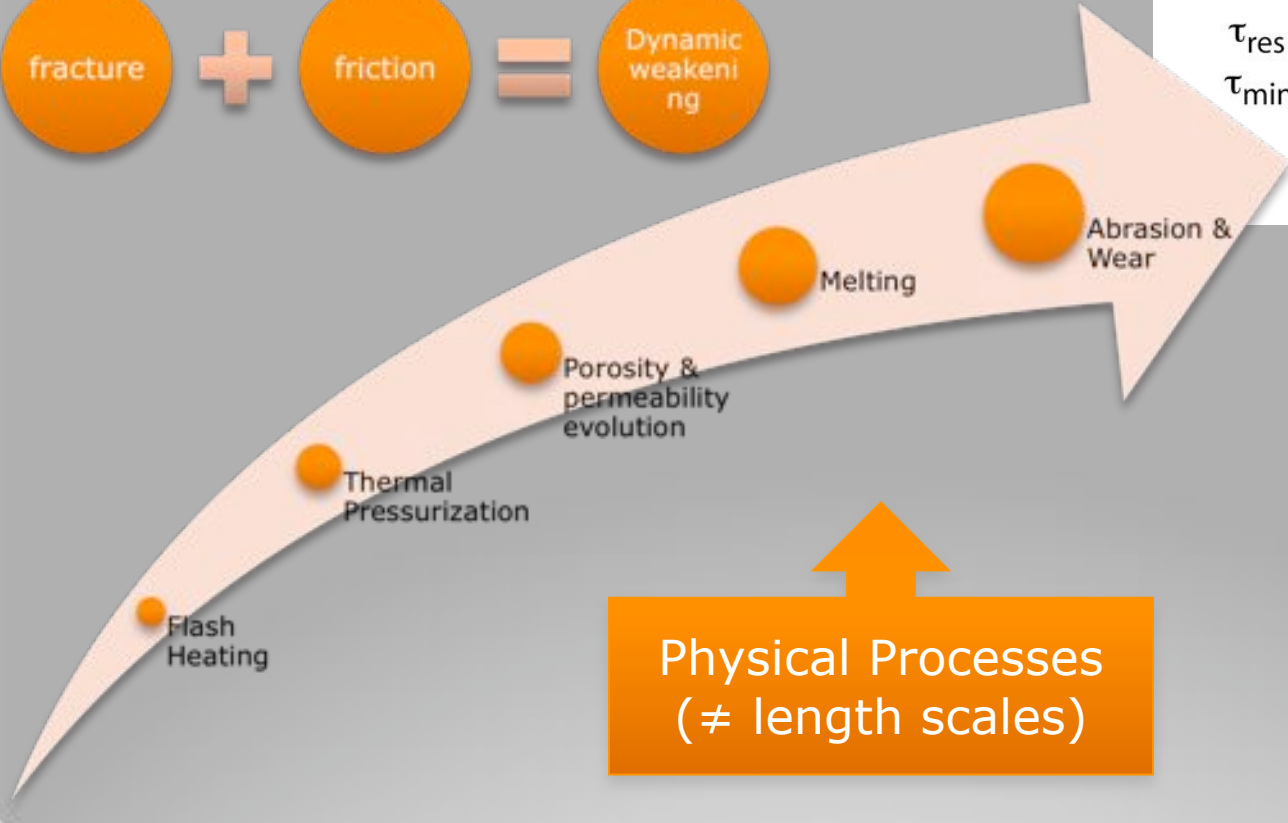 fracture
friction
Dynamic
weakeni
ng
τres
τmin
Abrasion &
Wear
Melting
Porosity &
permeability
evolution
Thermal
Pressurization
Flash
Heating
Physical Processes
(≠ length scales)